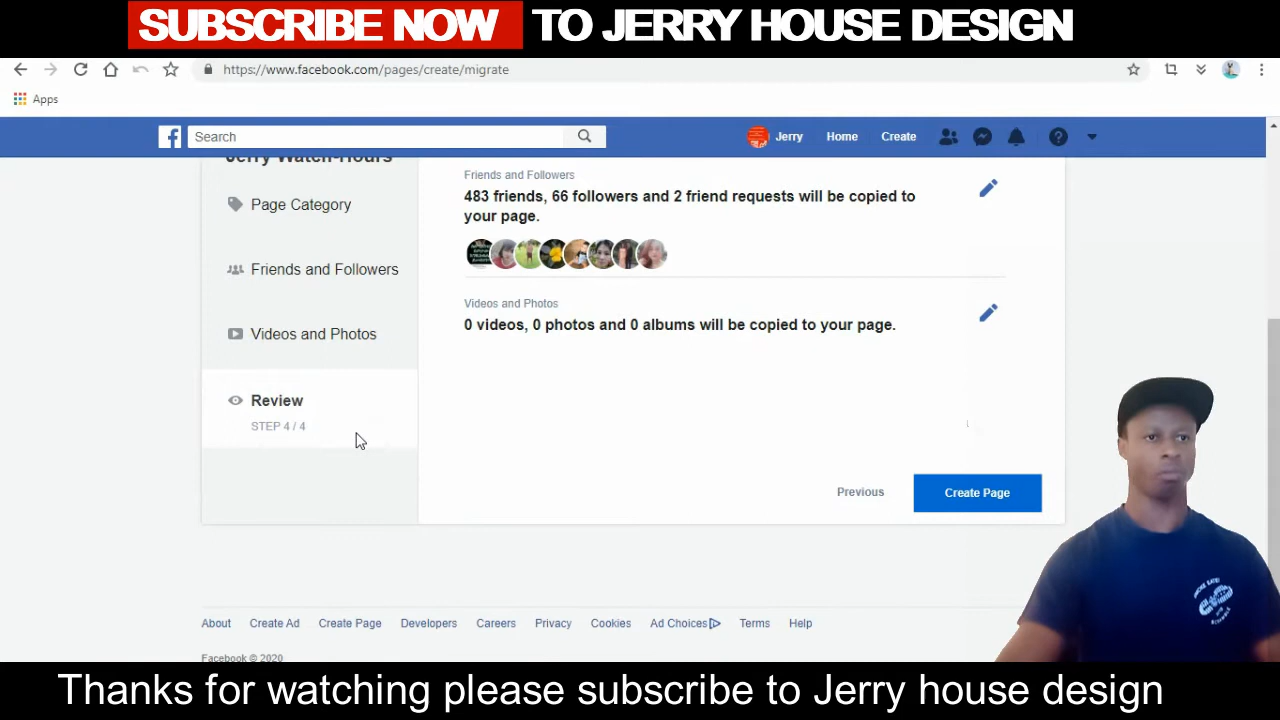 SUBSCRIBE NOW TO JERRY HOUSE DESIGN
https://www.facebook.com/pages/create/migrate
Apps
Search
Jerry Home Create
Jerry Watch-Hours
Page Category
Friends and Followers
Videos and Photos
Review
STEP 4 / 4
Friends and Followers
483 friends, 66 followers and 2 friend requests will be copied to
your page.
Videos and Photos
0 videos, 0 photos and 0 albums will be copied to your page.
Previous
Create Page
About Create Ad Create Page Developers Careers Privacy Cookies Ad Choices Terms Help
Facebook © 2020
Thanks for watching please subscribe to Jerry house design